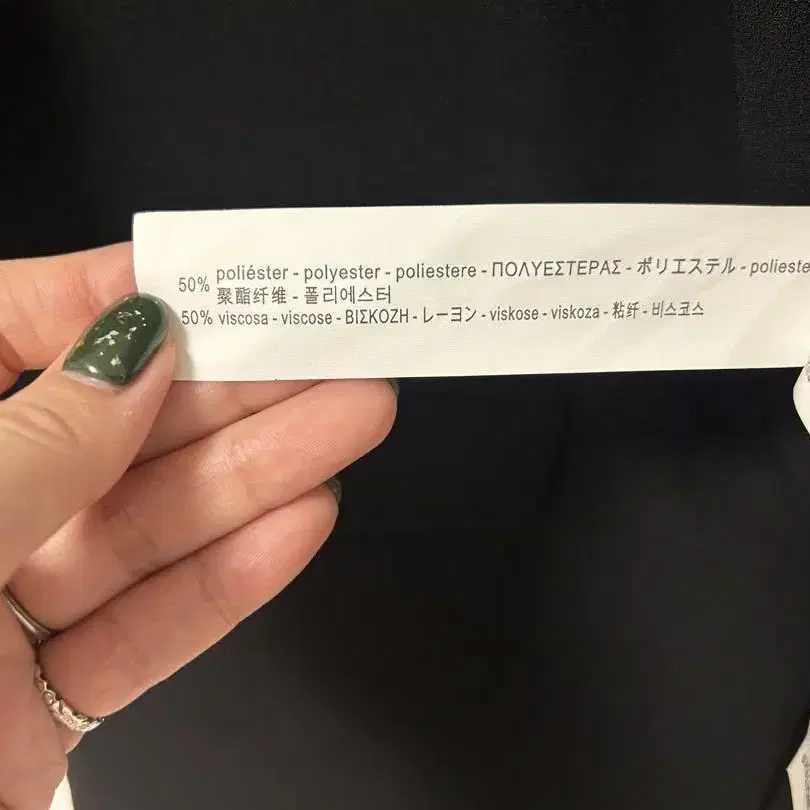 50% poliéster - polyester - poliestere - ΠΟΛΥΕΣΤΕΡΑΣ - ポリエステル - polieste
聚酯纤维 - 폴리에스터
50% viscosa - viscose - ΒΙΣΚΟΖΗ - レーヨン - viskose - viskoza - 粘纤 - 비스코스